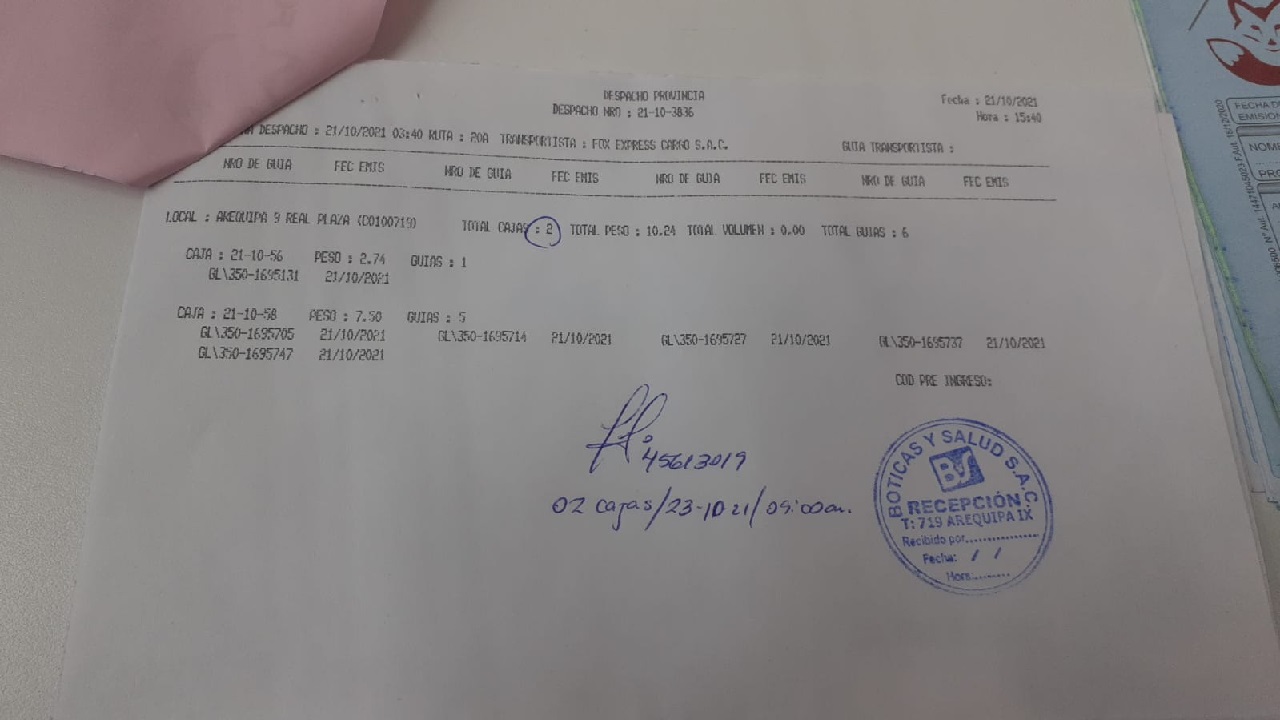 DESPACHO PROVINCIA
DESPACHO NRO : 21-10-3836
Fecha : 21/10/2021
Hora : 15:40
DESPACHO : 21/10/2021 03:40 RUTA : 20A TRANSPORTISTA : FOX EXPRESS CARGO S.A.C. GUIA TRANSPORTISTA :
NRO DE GUIA FEC EMIS NRO DE GUIA FEC EMIS NRO DE GUIA FEC EMIS NRO DE GUIA FEC EMIS
LOCAL : AREQUIPA 9 REAL PLAZA (C0100719) TOTAL CAJAS : 2 TOTAL PESO : 10.24 TOTAL VOLUMEN : 0.00 TOTAL GUIAS : 6
CAJA : 21-10-56 PESO : 2.74 GUIAS : 1
GL\350-1695131 21/10/2021
CAJA : 21-10-58 PESO : 7.50 GUIAS : 5
GL\350-1695705 21/10/2021 GL\350-1695714 21/10/2021 GL\350-1695727 21/10/2021 GL\350-1695737 21/10/2021
GL\350-1695747 21/10/2021
COD PRE INGRESO:
45613019
02 cajas/23-10 21/09:00am.
BOTICAS Y SALUD S.A.C.
BS
RECEPCIÓN
T: 719 AREQUIPA IX
Recibido por..................
Fecha: / /
Hora:.........
FECHA DE
EMISION